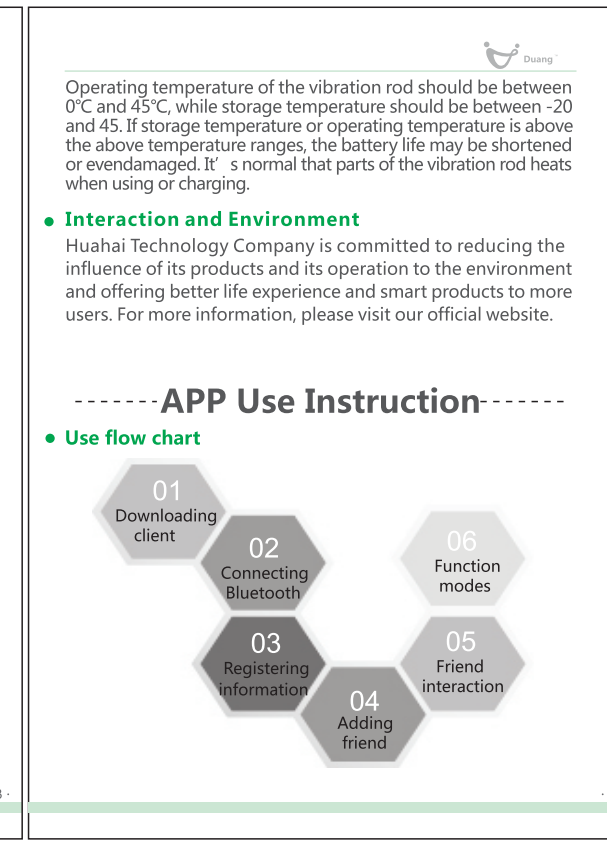 Duang
Operating temperature of the vibration rod should be between
0℃ and 45℃, while storage temperature should be between -20
and 45. If storage temperature or operating temperature is above
the above temperature ranges, the battery life may be shortened
or evendamaged. It’ s normal that parts of the vibration rod heats
when using or charging.
Interaction and Environment
Huahai Technology Company is committed to reducing the
influence of its products and its operation to the environment
and offering better life experience and smart products to more
users. For more information, please visit our official website.
-------APP Use Instruction-------
Use flow chart
01
Downloading
client
02
Connecting
Bluetooth
03
Registering
information
04
Adding
friend
05
Friend
interaction
06
Function
modes